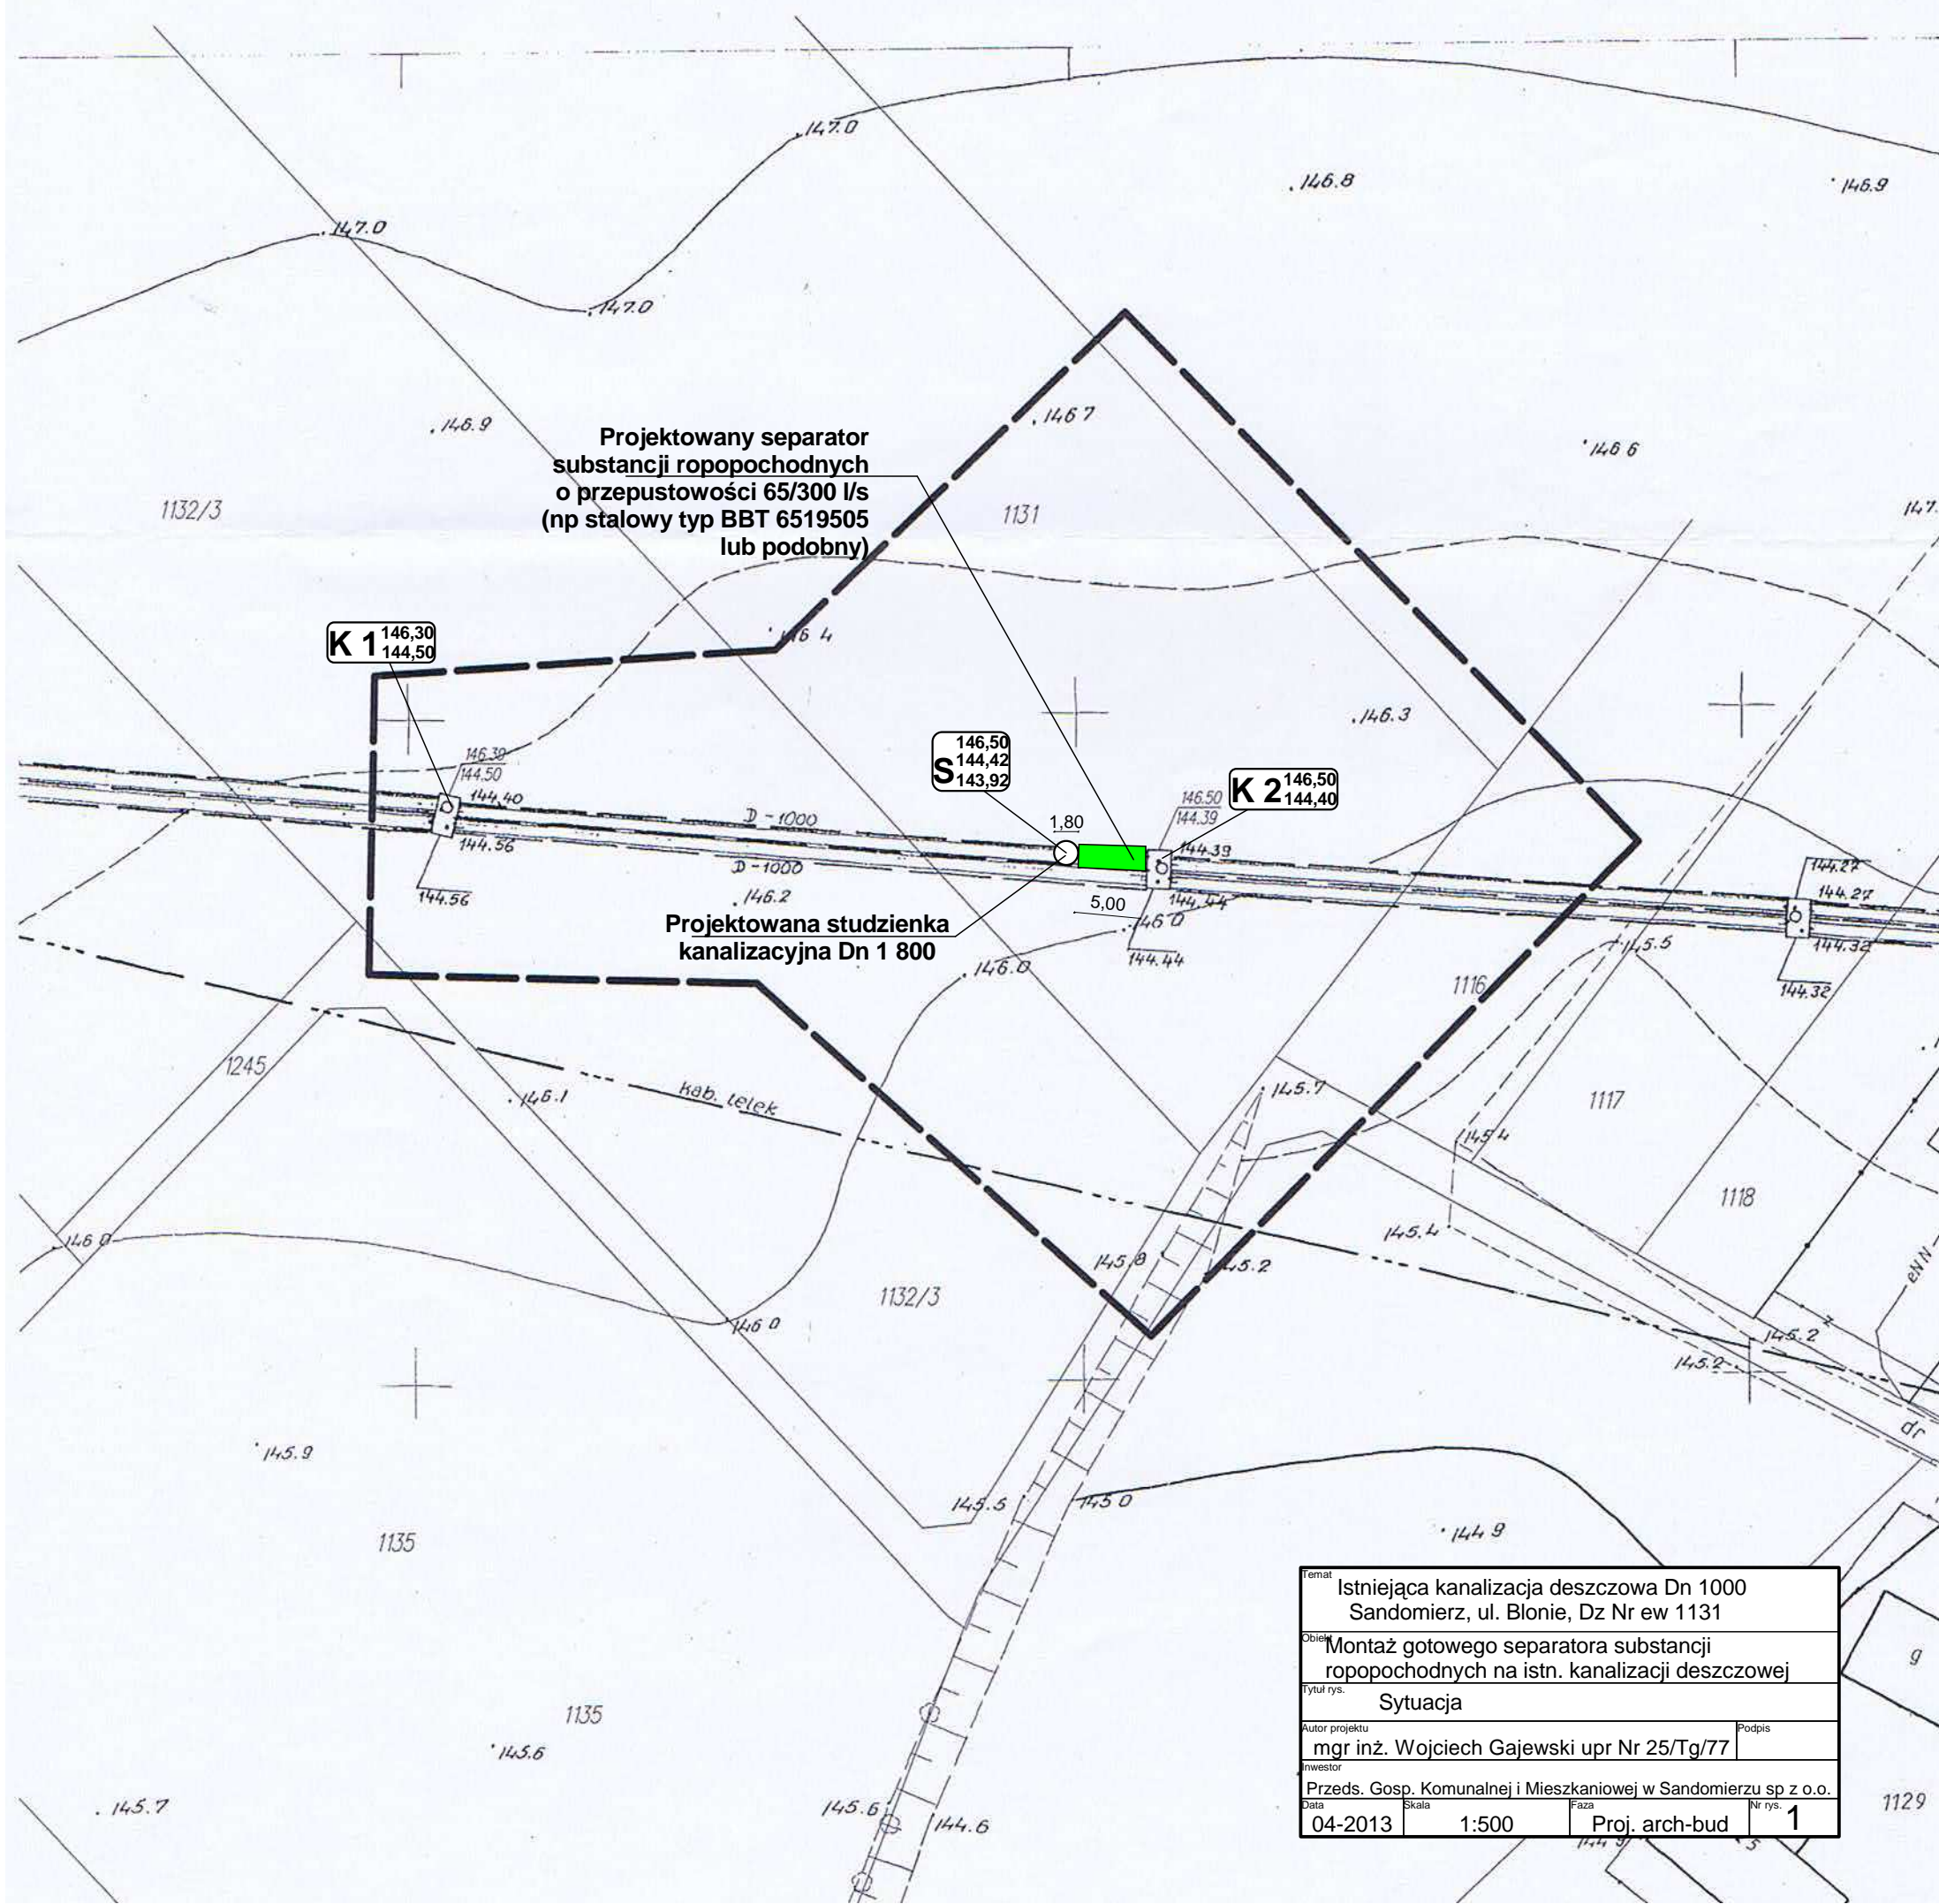 147.0
146.8
146.9
147.0
147.0
146.9
146 7
146 6
Projektowany separator
substancji ropopochodnych
o przepustowości 65/300 l/s
(np stalowy typ BBT 6519505
lub podobny)
1132/3
1131
147.
K 1 146,30
144,50
146 4
146.3
146.30
144.50
144.40
144.56
144.56
D-1000
D-1000
146.2
S 146,50
144,42
143,92
1,80
5,00
146.50
144.39
K 2 146,50
144,40
144.39
144.44
144.44
146 0
146.0
Projektowana studzienka
kanalizacyjna Dn 1 800
144.27
144.27
144.32
144.32
145.5
1116
1245
146.1
kab. telek
145.7
1117
145 4
1118
145.4
146 0
145.8
145.2
1132/3
146 0
eNN
z
145.2
145.2
dr
145.9
145.5
145 0
144 9
1135
1135
145.6
145.7
145.6
144.6
g
1129
Temat
Istniejąca kanalizacja deszczowa Dn 1000
Sandomierz, ul. Blonie, Dz Nr ew 1131
Obiekt
Montaż gotowego separatora substancji
ropopochodnych na istn. kanalizacji deszczowej
Tytuł rys.
Sytuacja
Autor projektu
mgr inż. Wojciech Gajewski upr Nr 25/Tg/77
Podpis
Inwestor
Przeds. Gosp. Komunalnej i Mieszkaniowej w Sandomierzu sp z o.o.
Data
04-2013
Skala
1:500
Faza
Proj. arch-bud
Nr rys.
1